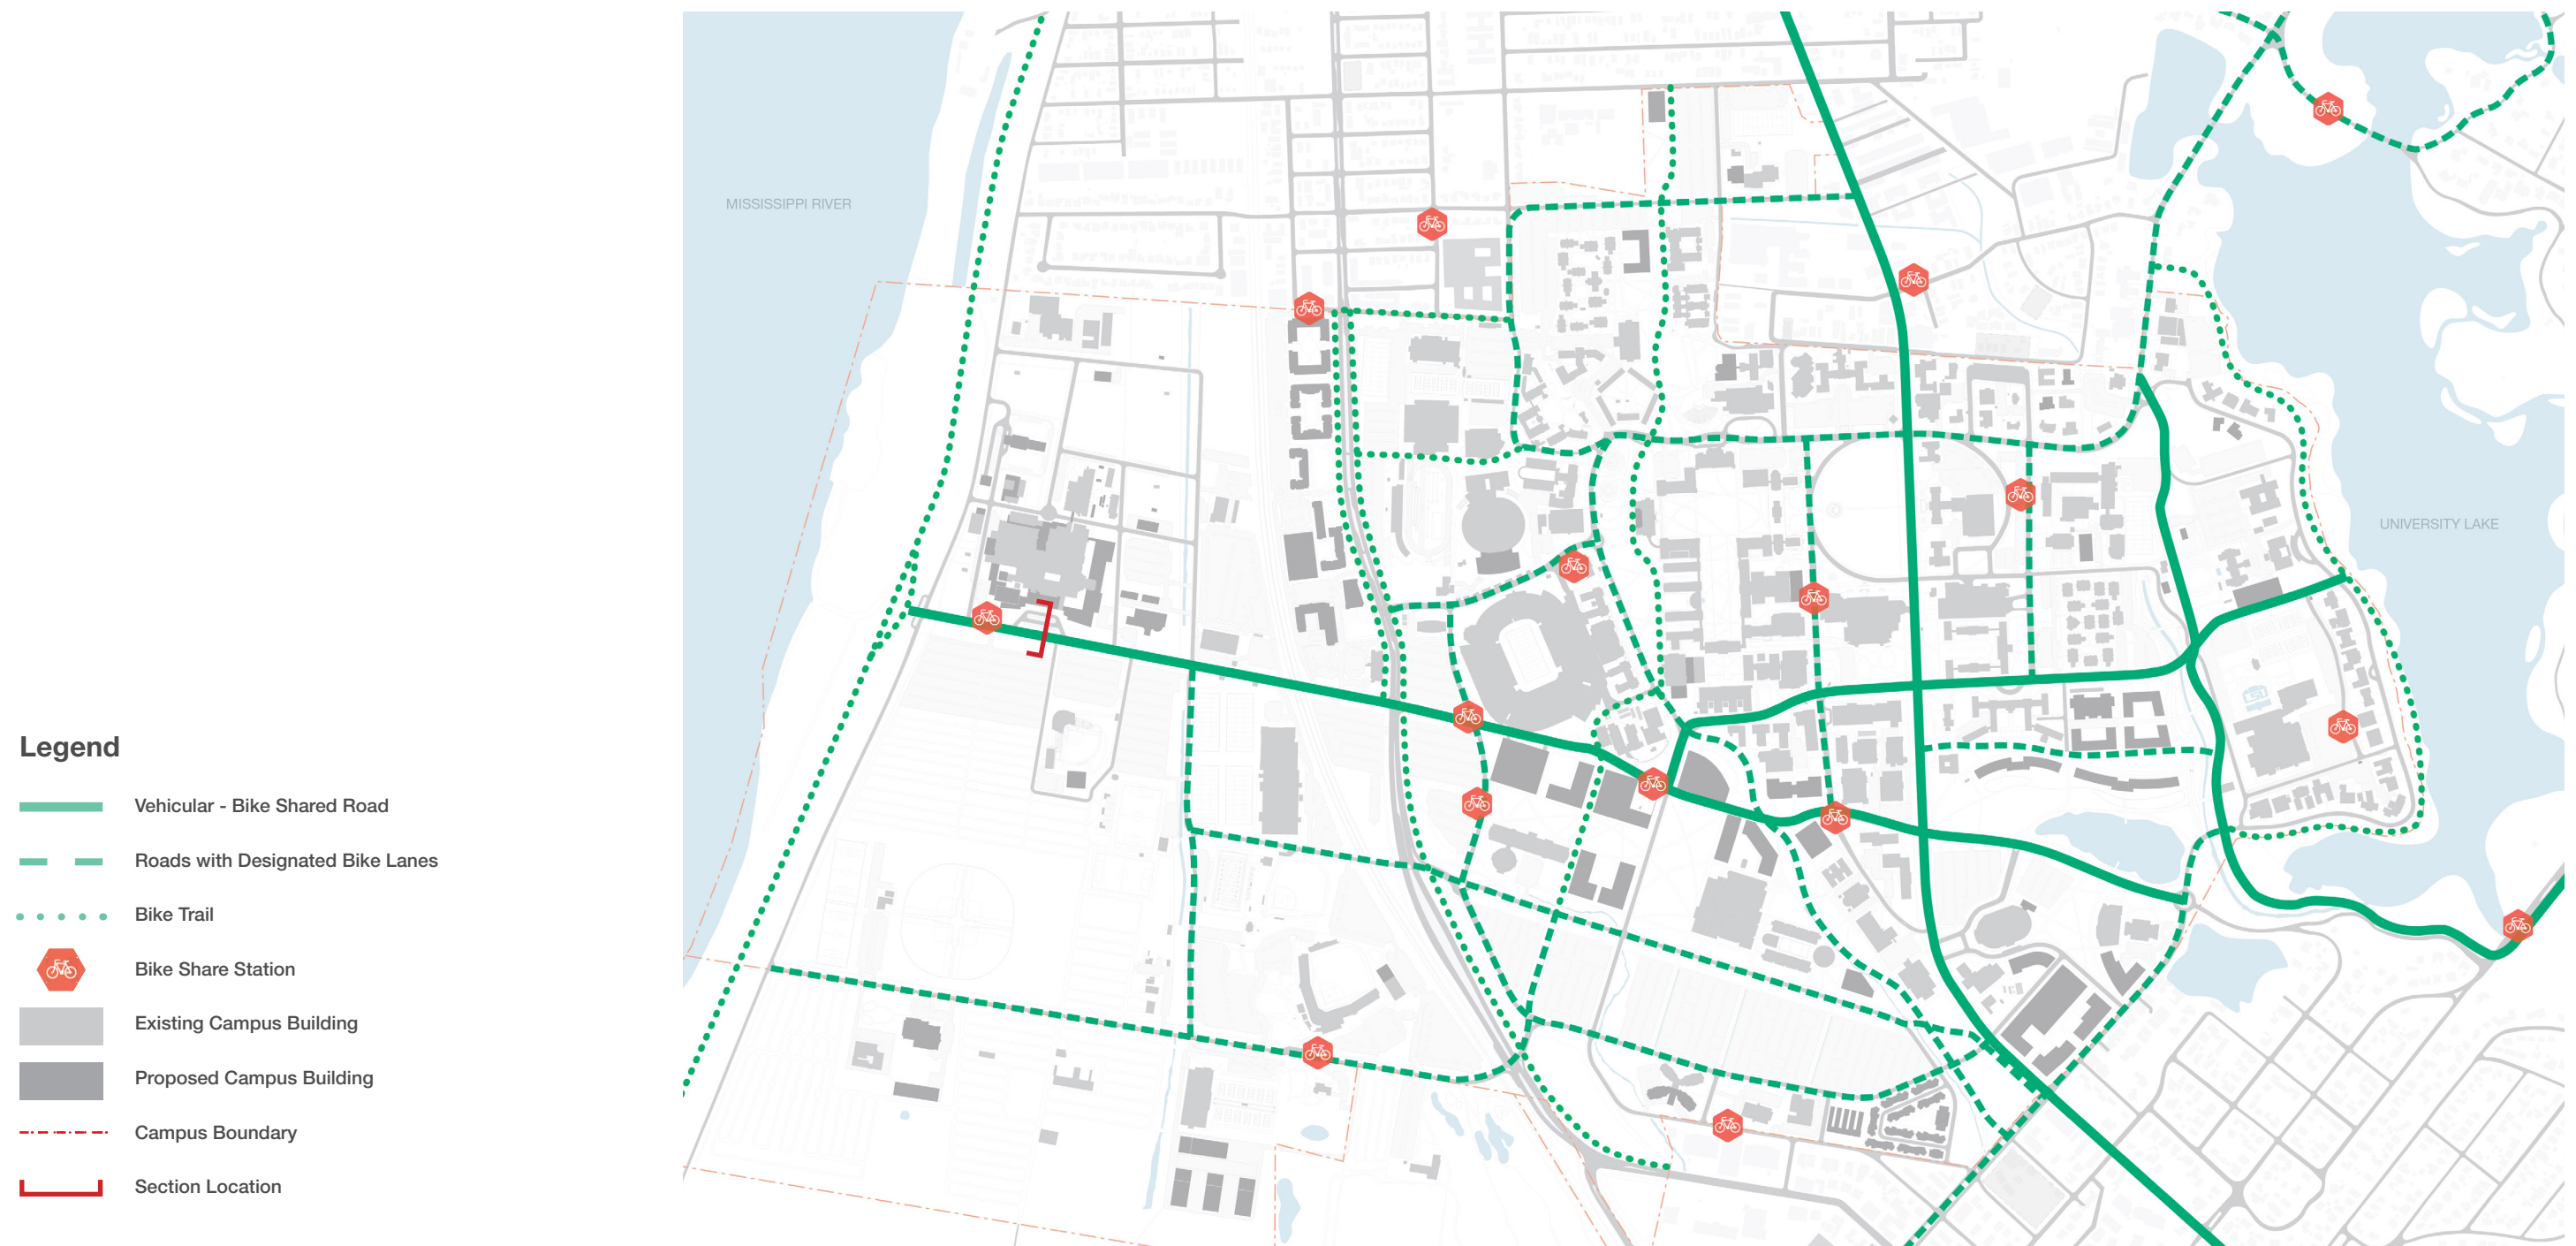 MISSISSIPPI RIVER
UNIVERSITY LAKE
Legend
Vehicular - Bike Shared Road
Roads with Designated Bike Lanes
Bike Trail
Bike Share Station
Existing Campus Building
Proposed Campus Building
Campus Boundary
Section Location